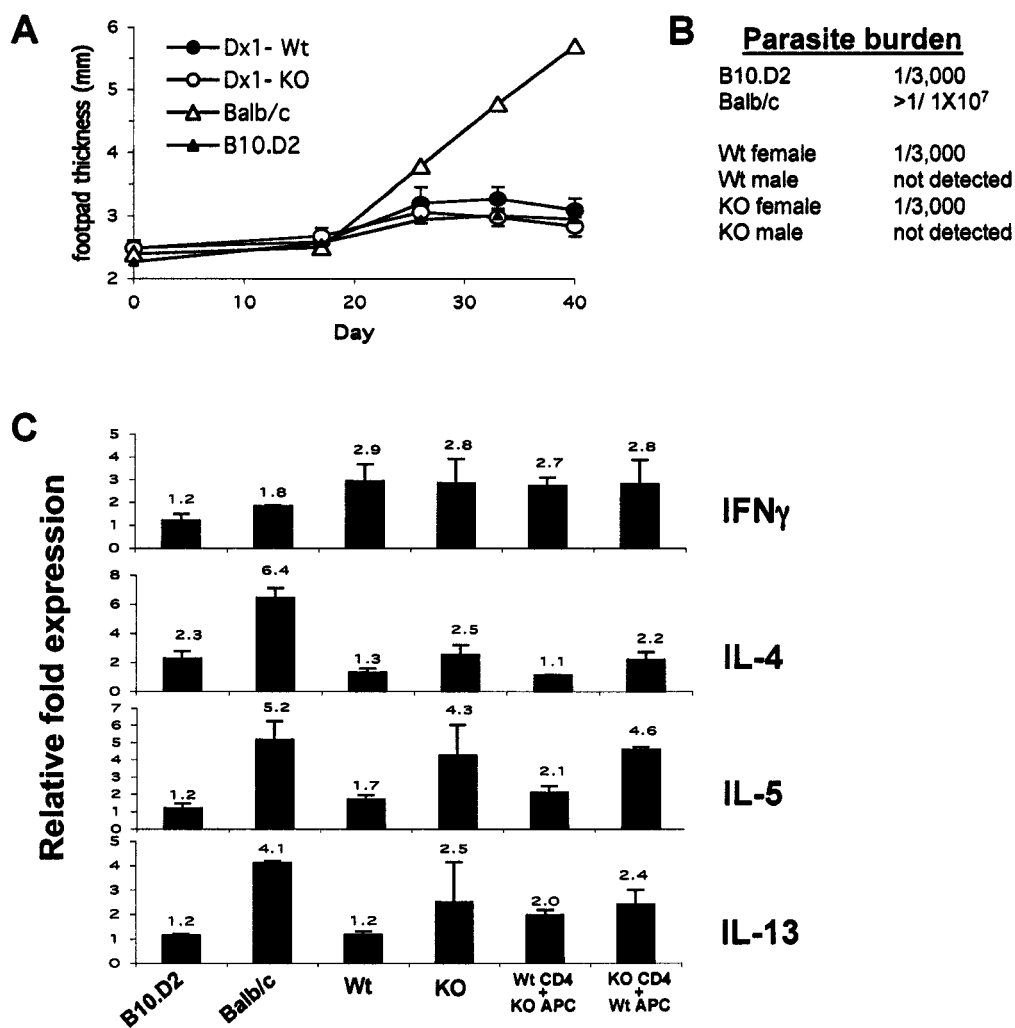 A
6
5
4
3
2
footpad thickness (mm)
Dx1- Wt
Dx1- KO
Balb/c
B10.D2
0 10 20 30 40
Day
B
Parasite burden
B10.D2 1/3,000
Balb/c >1/ 1X10⁷
Wt female 1/3,000
Wt male not detected
KO female 1/3,000
KO male not detected
C
Relative fold expression
5
4
3
2
1
0
1.2 1.8 2.9 2.8 2.7 2.8
IFNγ
8
6
4
2
0
2.3 6.4 1.3 2.5 1.1 2.2
IL-4
7
6
5
4
3
2
1
0
1.2 5.2 1.7 4.3 2.1 4.6
IL-5
5
4
3
2
1
0
1.2 4.1 1.2 2.5 2.0 2.4
IL-13
B10.D2
Balb/c
Wt
KO
Wt CD4
+
KO APC
KO CD4
+
Wt APC